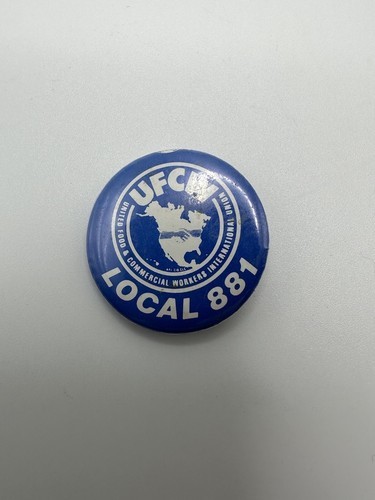 UFCW
UNITED FOOD & COMMERCIAL WORKERS INTERNATIONAL UNION
LOCAL 881